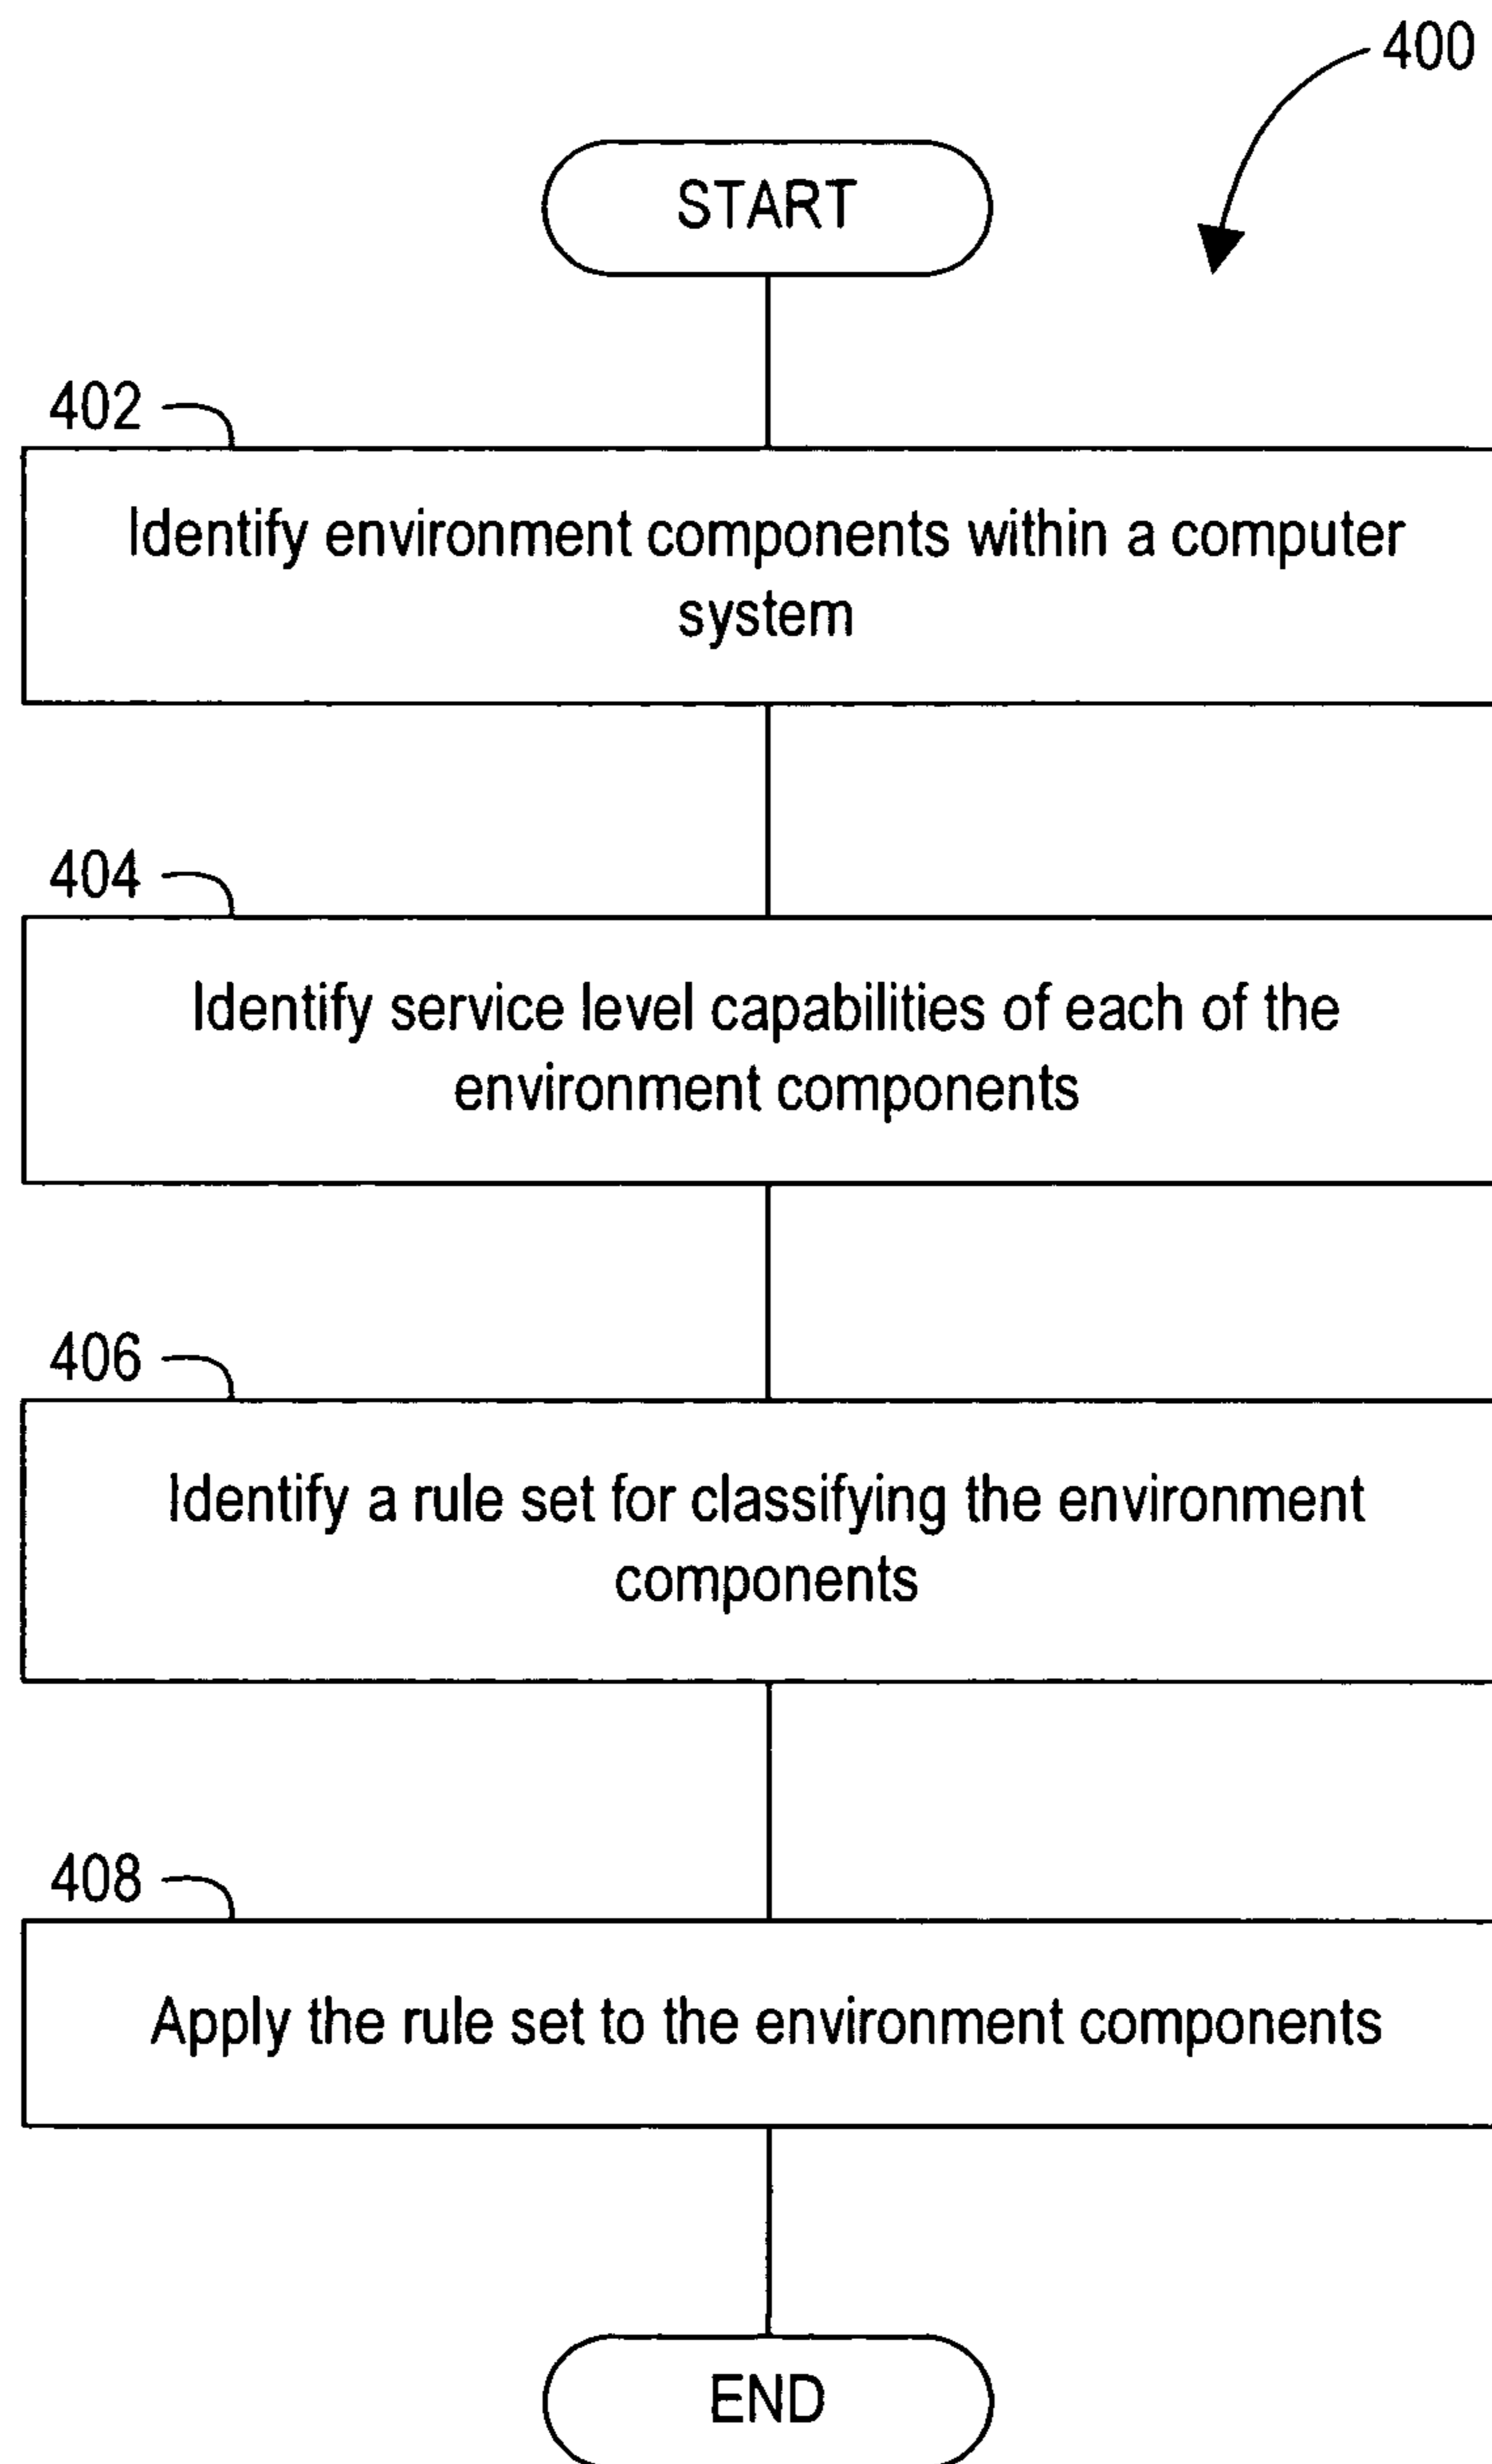 400
START
402
Identify environment components within a computer
system
404
Identify service level capabilities of each of the
environment components
406
Identify a rule set for classifying the environment
components
408
Apply the rule set to the environment components
END